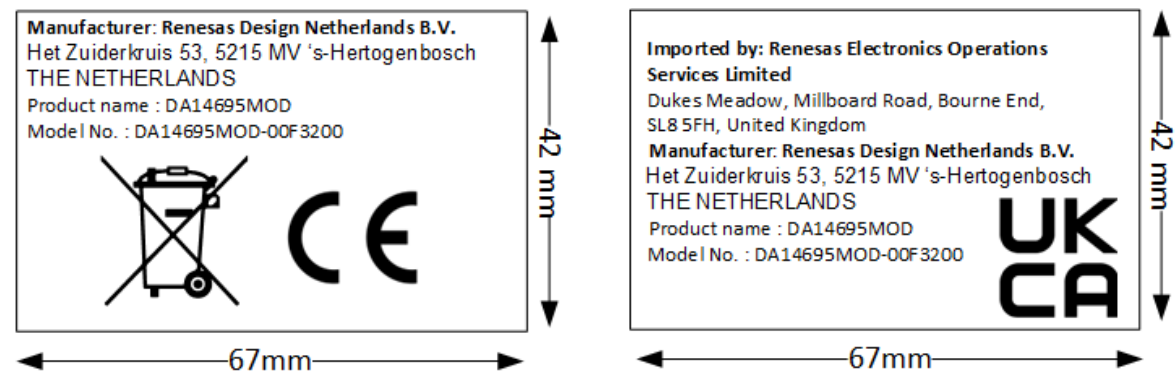 Manufacturer: Renesas Design Netherlands B.V.
Het Zuiderkruis 53, 5215 MV ‘s-Hertogenbosch
THE NETHERLANDS
Product name : DA14695MOD
Model No. : DA14695MOD-00F3200
CE
42 mm
67mm
Imported by: Renesas Electronics Operations
Services Limited
Dukes Meadow, Millboard Road, Bourne End,
SL8 5FH, United Kingdom
Manufacturer: Renesas Design Netherlands B.V.
Het Zuiderkruis 53, 5215 MV ‘s-Hertogenbosch
THE NETHERLANDS
Product name : DA14695MOD
Model No. : DA14695MOD-00F3200
UK
CA
42 mm
67mm